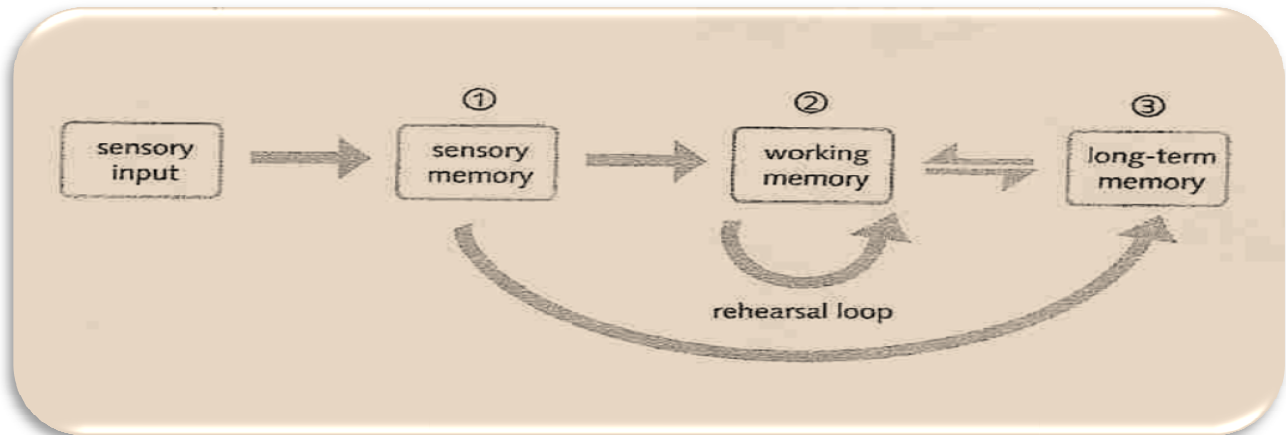 ①
②
③
sensory
input
sensory
memory
working
memory
long-term
memory
rehearsal loop